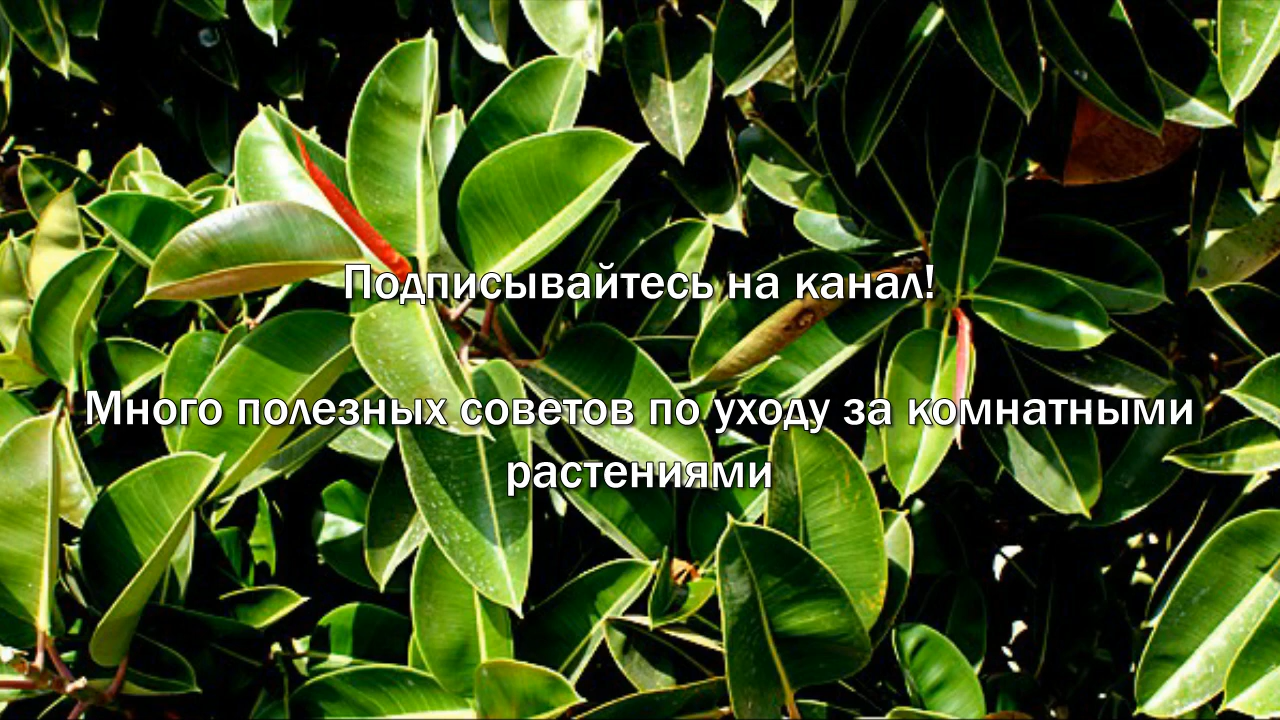 Подписывайтесь на канал!
Много полезных советов по уходу за комнатными
растениями